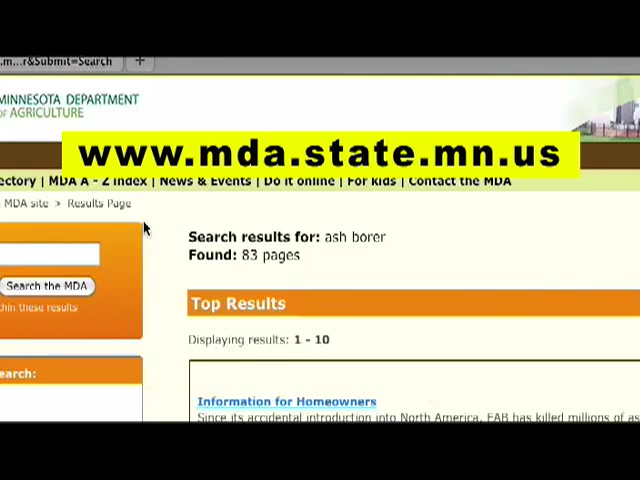 .m...r&Submit=Search
+
MINNESOTA DEPARTMENT
OF AGRICULTURE
www.mda.state.mn.us
ectory | MDA A - Z Index | News & Events | Do it online | For kids | Contact the MDA
MDA site > Results Page
Search results for: ash borer
Found: 83 pages
Search the MDA
thin these results
Top Results
Displaying results: 1 - 10
earch:
Information for Homeowners
Since its accidental introduction into North America, EAB has killed millions of as